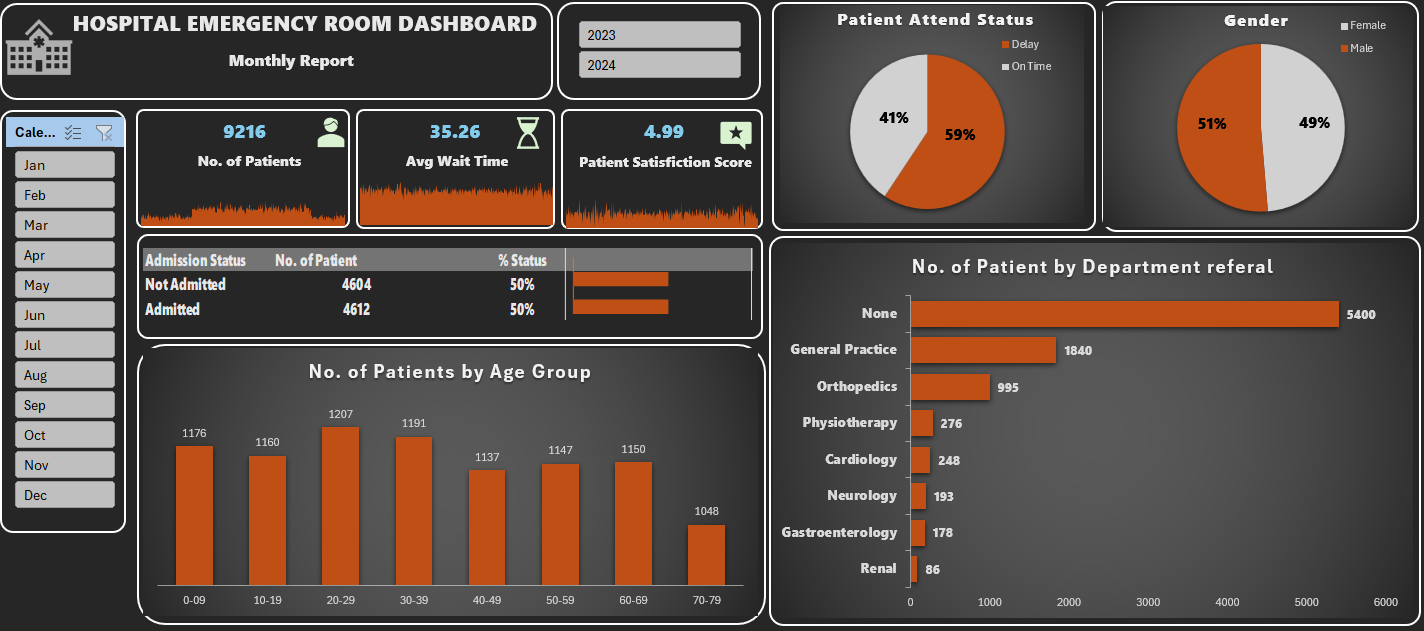 HOSPITAL EMERGENCY ROOM DASHBOARD
Monthly Report
2023
2024
Patient Attend Status
Delay
On Time
41%
59%
Gender
Female
Male
51%
49%
Cale...
Jan
Feb
Mar
Apr
May
Jun
Jul
Aug
Sep
Oct
Nov
Dec
9216
No. of Patients
35.26
Avg Wait Time
4.99
Patient Satisfiction Score
Admission Status No. of Patient % Status
Not Admitted 4604 50%
Admitted 4612 50%
No. of Patients by Age Group
1176 1160 1207 1191 1137 1147 1150 1048
0-09 10-19 20-29 30-39 40-49 50-59 60-69 70-79
No. of Patient by Department referal
None 5400
General Practice 1840
Orthopedics 995
Physiotherapy 276
Cardiology 248
Neurology 193
Gastroenterology 178
Renal 86
0 1000 2000 3000 4000 5000 6000